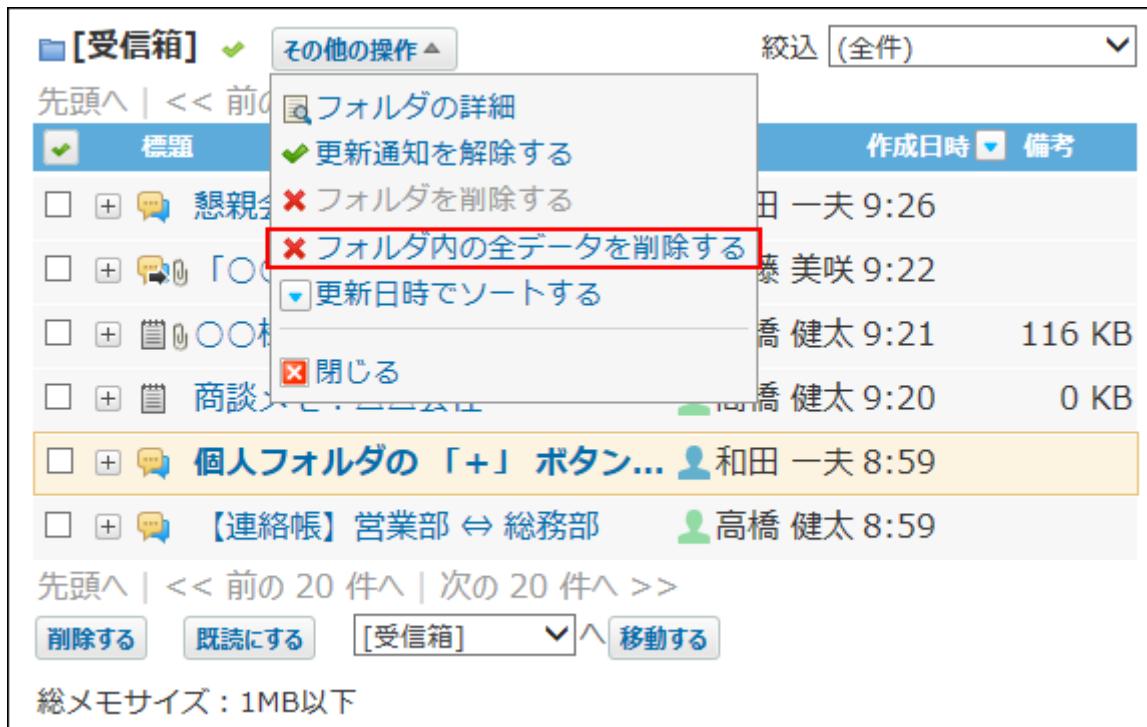 [受信箱] その他の操作 絞込 (全件)
先頭へ | << 前の
フォルダの詳細
標題 作成日時 備考
更新通知を解除する
フォルダを削除する
懇親会 田 一夫 9:26
フォルダ内の全データを削除する
「○ 藤 美咲 9:22
更新日時でソートする
○○ 橋 健太 9:21 116 KB
閉じる
商談メモ 高橋 健太 9:20 0 KB
個人フォルダの 「+」 ボタン... 和田 一夫 8:59
【連絡帳】営業部 ⇔ 総務部 高橋 健太 8:59
先頭へ | << 前の 20 件へ | 次の 20 件へ >>
削除する 既読にする [受信箱] へ 移動する
総メモサイズ : 1MB以下